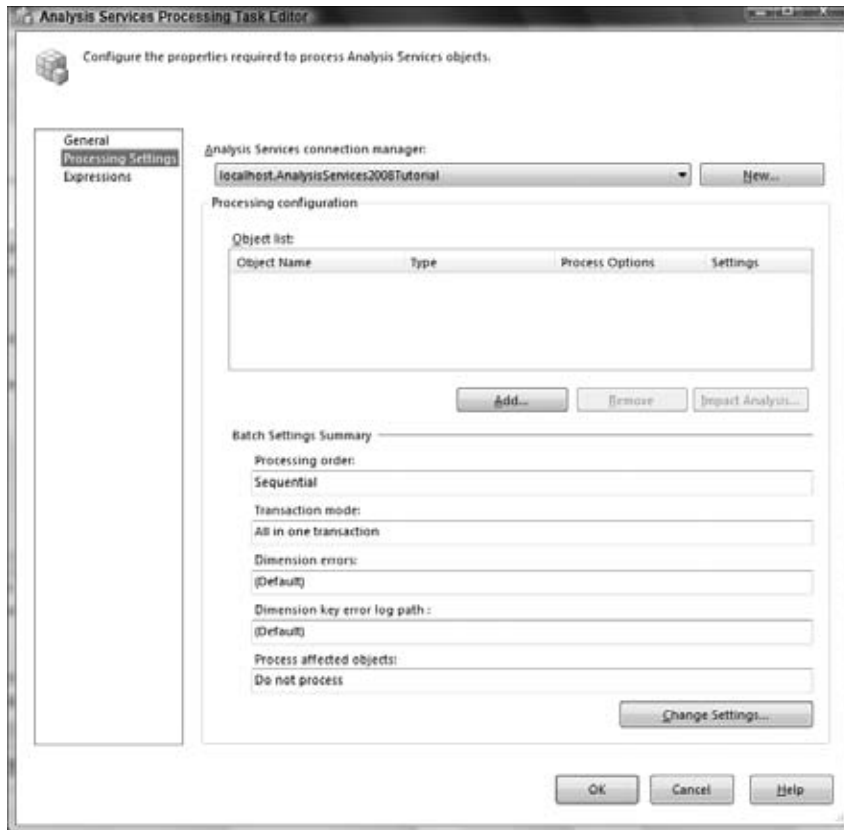 Analysis Services Processing Task Editor
Configure the properties required to process Analysis Services objects.
General
Processing Settings
Expressions
Analysis Services connection manager:
localhost.AnalysisServices2008Tutorial
New...
Processing configuration
Object list:
Object Name Type Process Options Settings
Add... Remove Impact Analysis...
Batch Settings Summary
Processing order:
Sequential
Transaction mode:
All in one transaction
Dimension errors:
(Default)
Dimension key error log path :
(Default)
Process affected objects:
Do not process
Change Settings...
OK Cancel Help